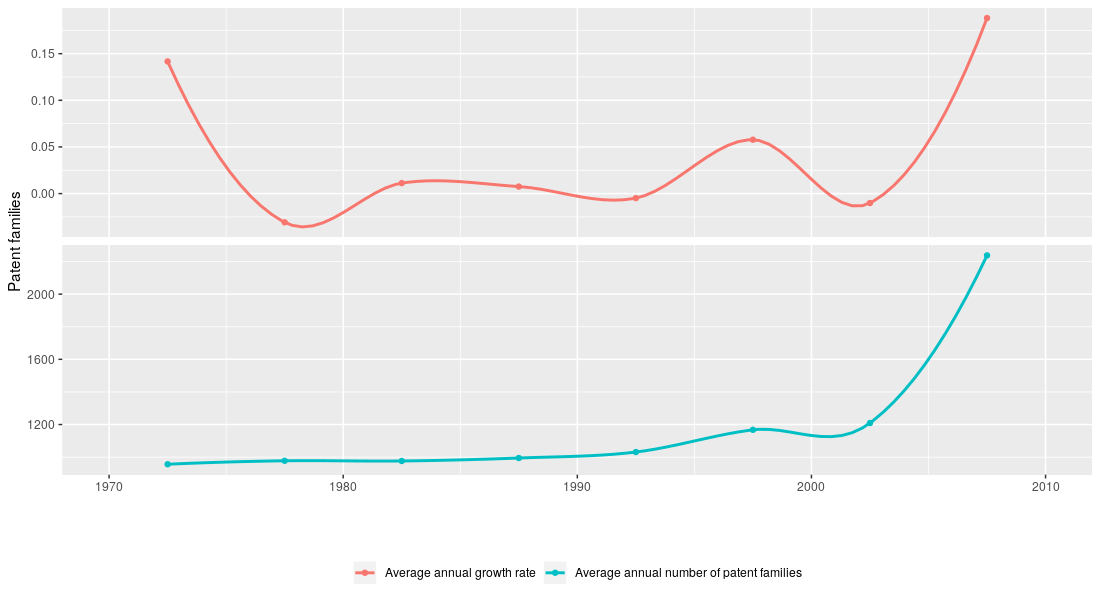 Patent families
0.15
0.10
0.05
0.00
2000
1600
1200
1970 1980 1990 2000 2010
Average annual growth rate Average annual number of patent families